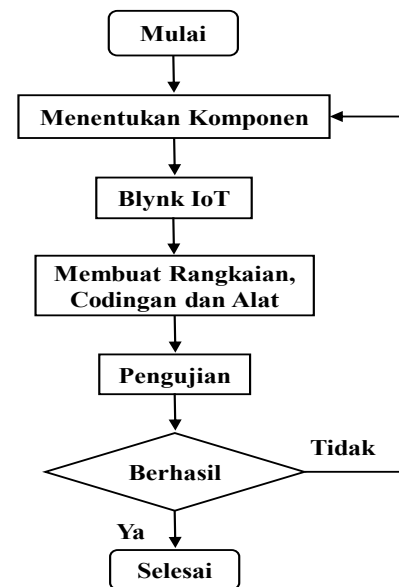 Mulai
Menentukan Komponen
Blynk IoT
Membuat Rangkaian,
Codingan dan Alat
Pengujian
Tidak
Berhasil
Ya
Selesai